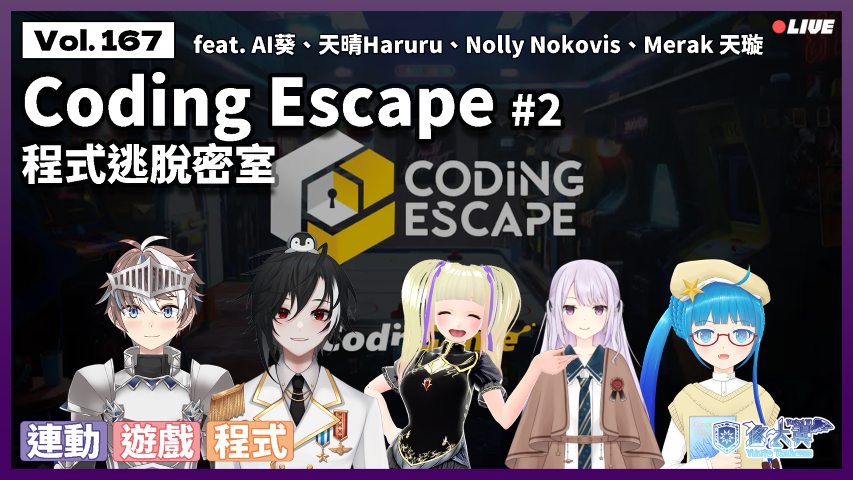 Vol. 167
feat. AI葵、天晴Haruru、Nolly Nokovis、Merak 天璇
LIVE
Coding Escape #2
程式逃脫密室
CODiNG
ESCAPE
連動
遊戲
程式